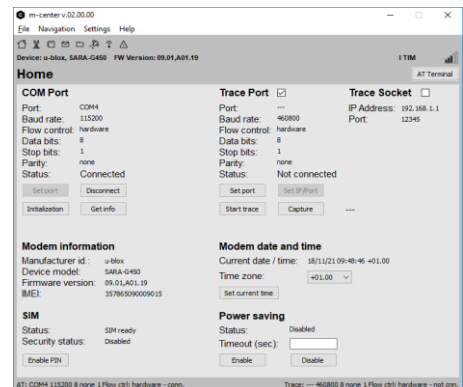 m-center v.02.00.00
File Navigation Settings Help
Device: u-blox, SARA-G450 FW Version: 09.01,A01.19
I TIM
Home
AT Terminal
COM Port
Port: COM4
Baud rate: 115200
Flow control: hardware
Data bits: 8
Stop bits: 1
Parity: none
Status: Connected
Set port Disconnect
Initialization Get info
Trace Port
Port: ---
Baud rate: 460800
Flow control: hardware
Data bits: 8
Stop bits: 1
Parity: none
Status: Not connected
Set port Set IP/Port
Start trace Capture ---
Trace Socket
IP Address: 192.168.1.1
Port: 12345
Modem information
Manufacturer id.: u-blox
Device model: SARA-G450
Firmware version: 09.01,A01.19
IMEI: 357865090009015
Modem date and time
Current date / time: 18/11/21 09:48:46 +01.00
Time zone: +01.00
Set current time
SIM
Status: SIM ready
Security status: Disabled
Enable PIN
Power saving
Status: Disabled
Timeout (sec):
Enable Disable
AT: COM4 115200 8 none 1 Flow ctrl: hardware - conn.
Trace: --- 460800 8 none 1 Flow ctrl: hardware - not cnn.